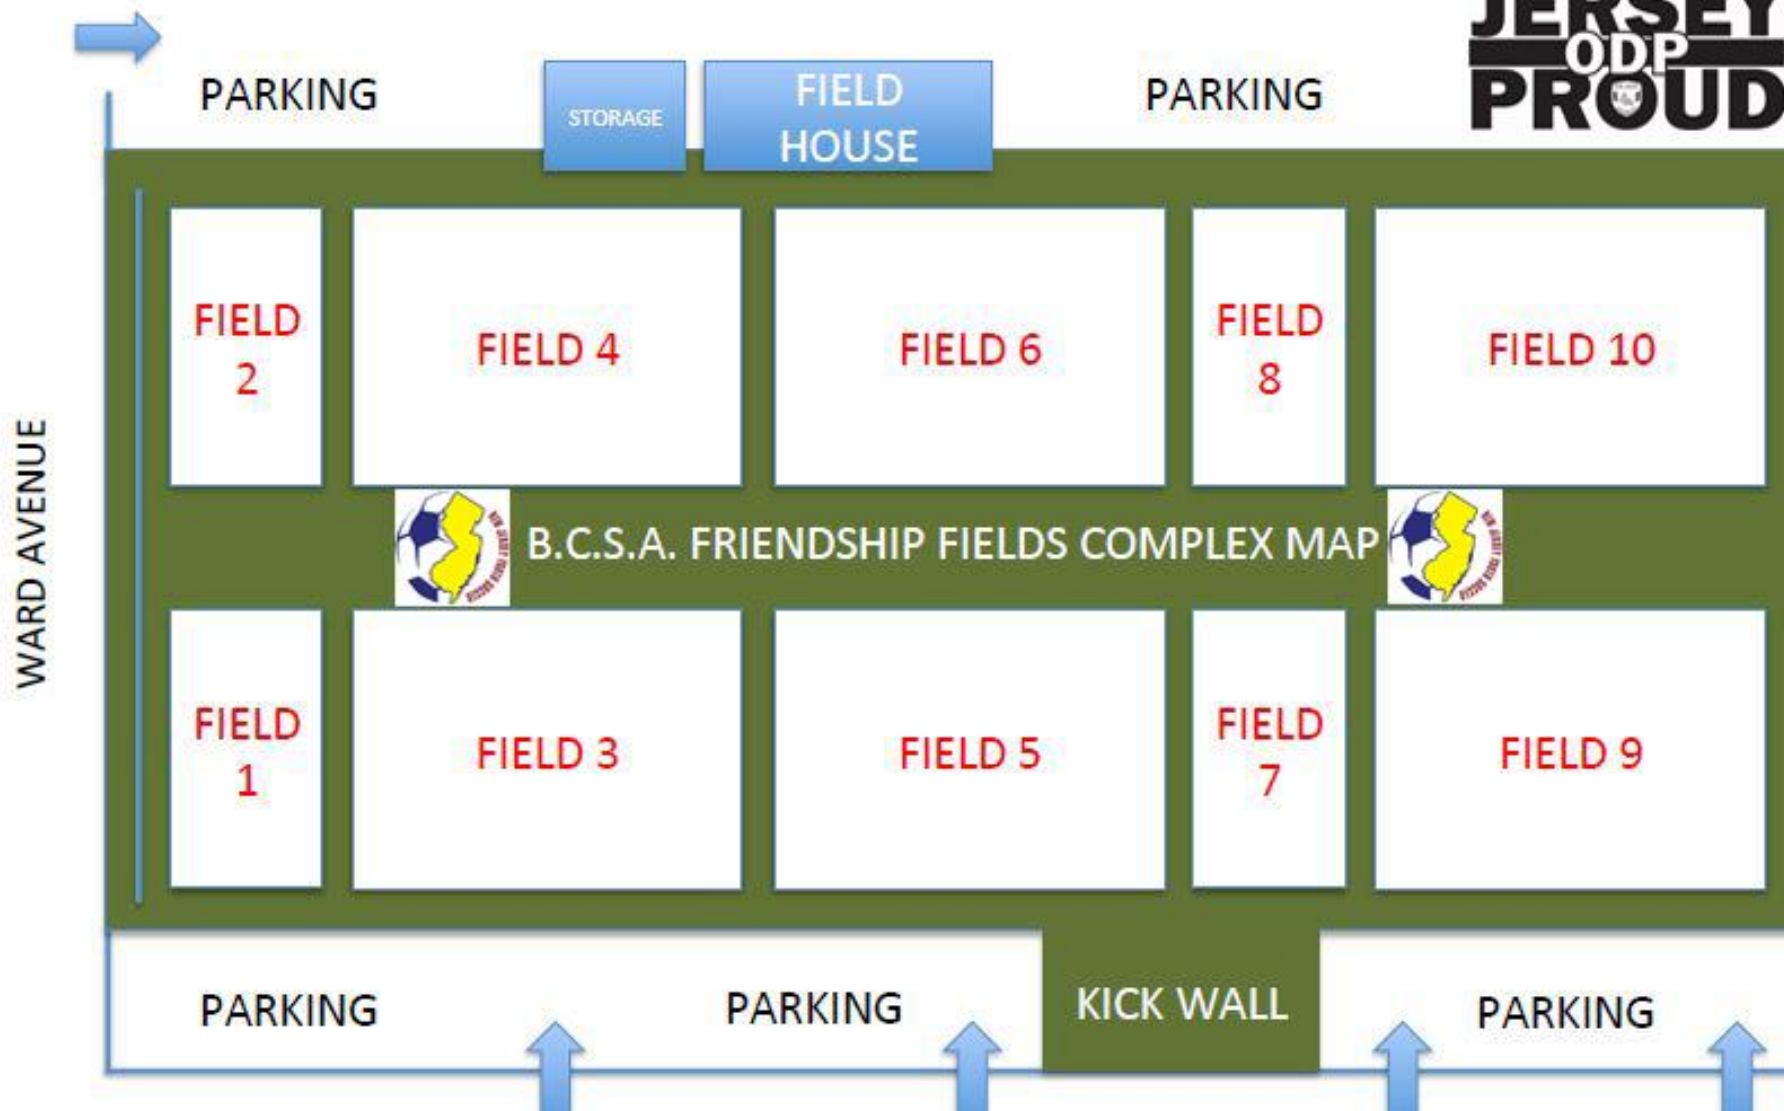 JERSEY
ODP
PROUD
PARKING
STORAGE
FIELD
HOUSE
PARKING
FIELD
2
FIELD 4
FIELD 6
FIELD
8
FIELD 10
WARD AVENUE
B.C.S.A. FRIENDSHIP FIELDS COMPLEX MAP
FIELD
1
FIELD 3
FIELD 5
FIELD
7
FIELD 9
PARKING
PARKING
KICK WALL
PARKING